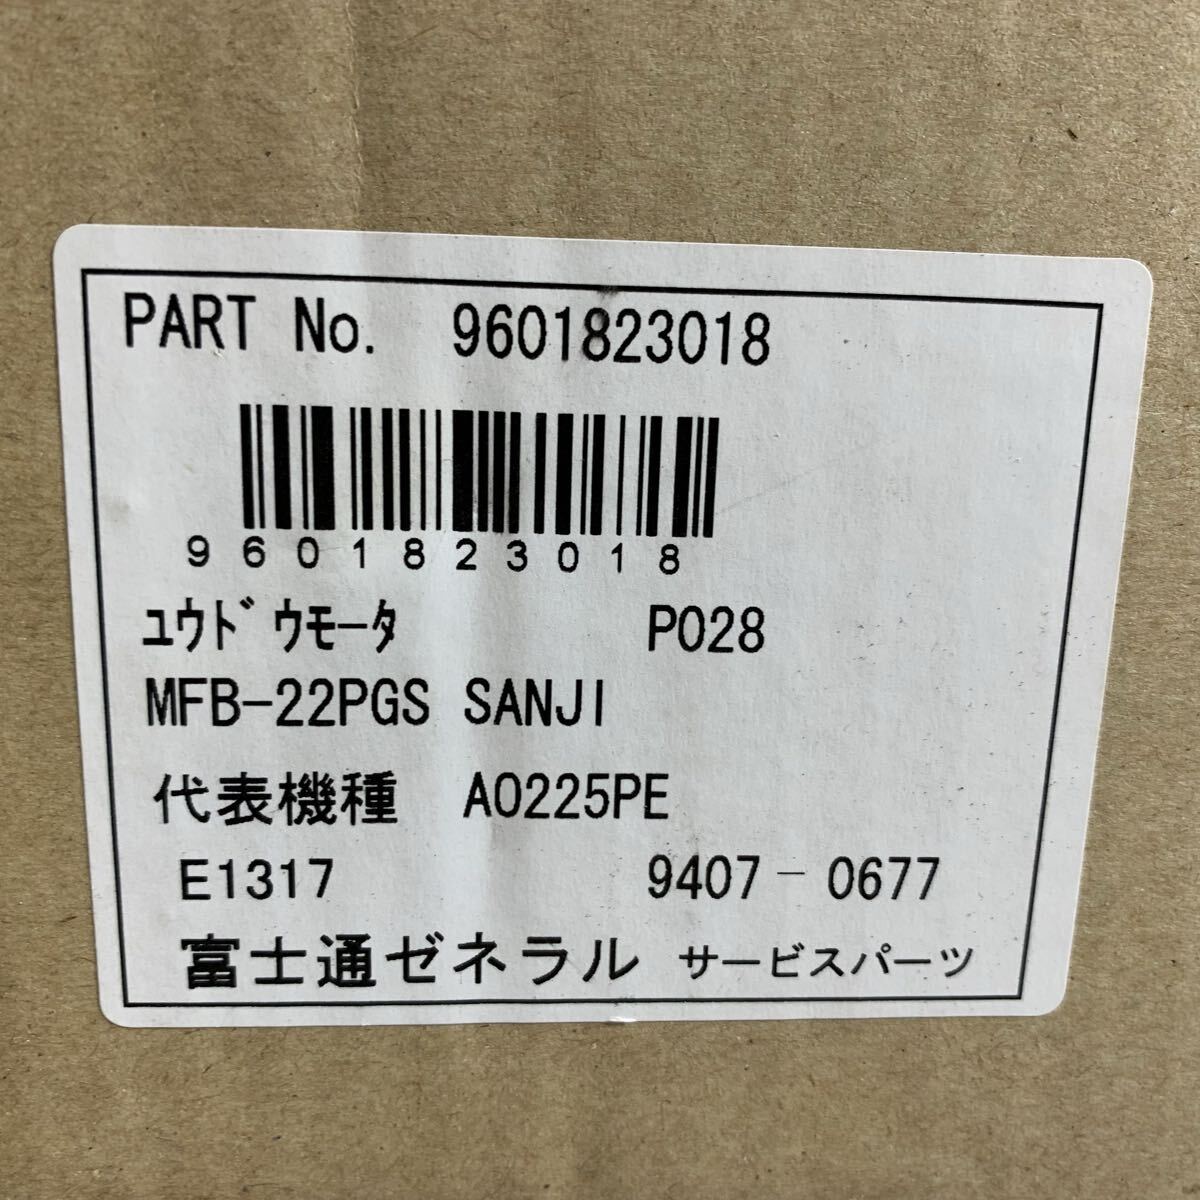 PART No. 9601823018
9601823018
ﾕｳﾄﾞｳﾓｰﾀ P028
MFB-22PGS SANJI
代表機種 AO225PE
E1317 9407-0677
富士通ゼネラル サービスパーツ